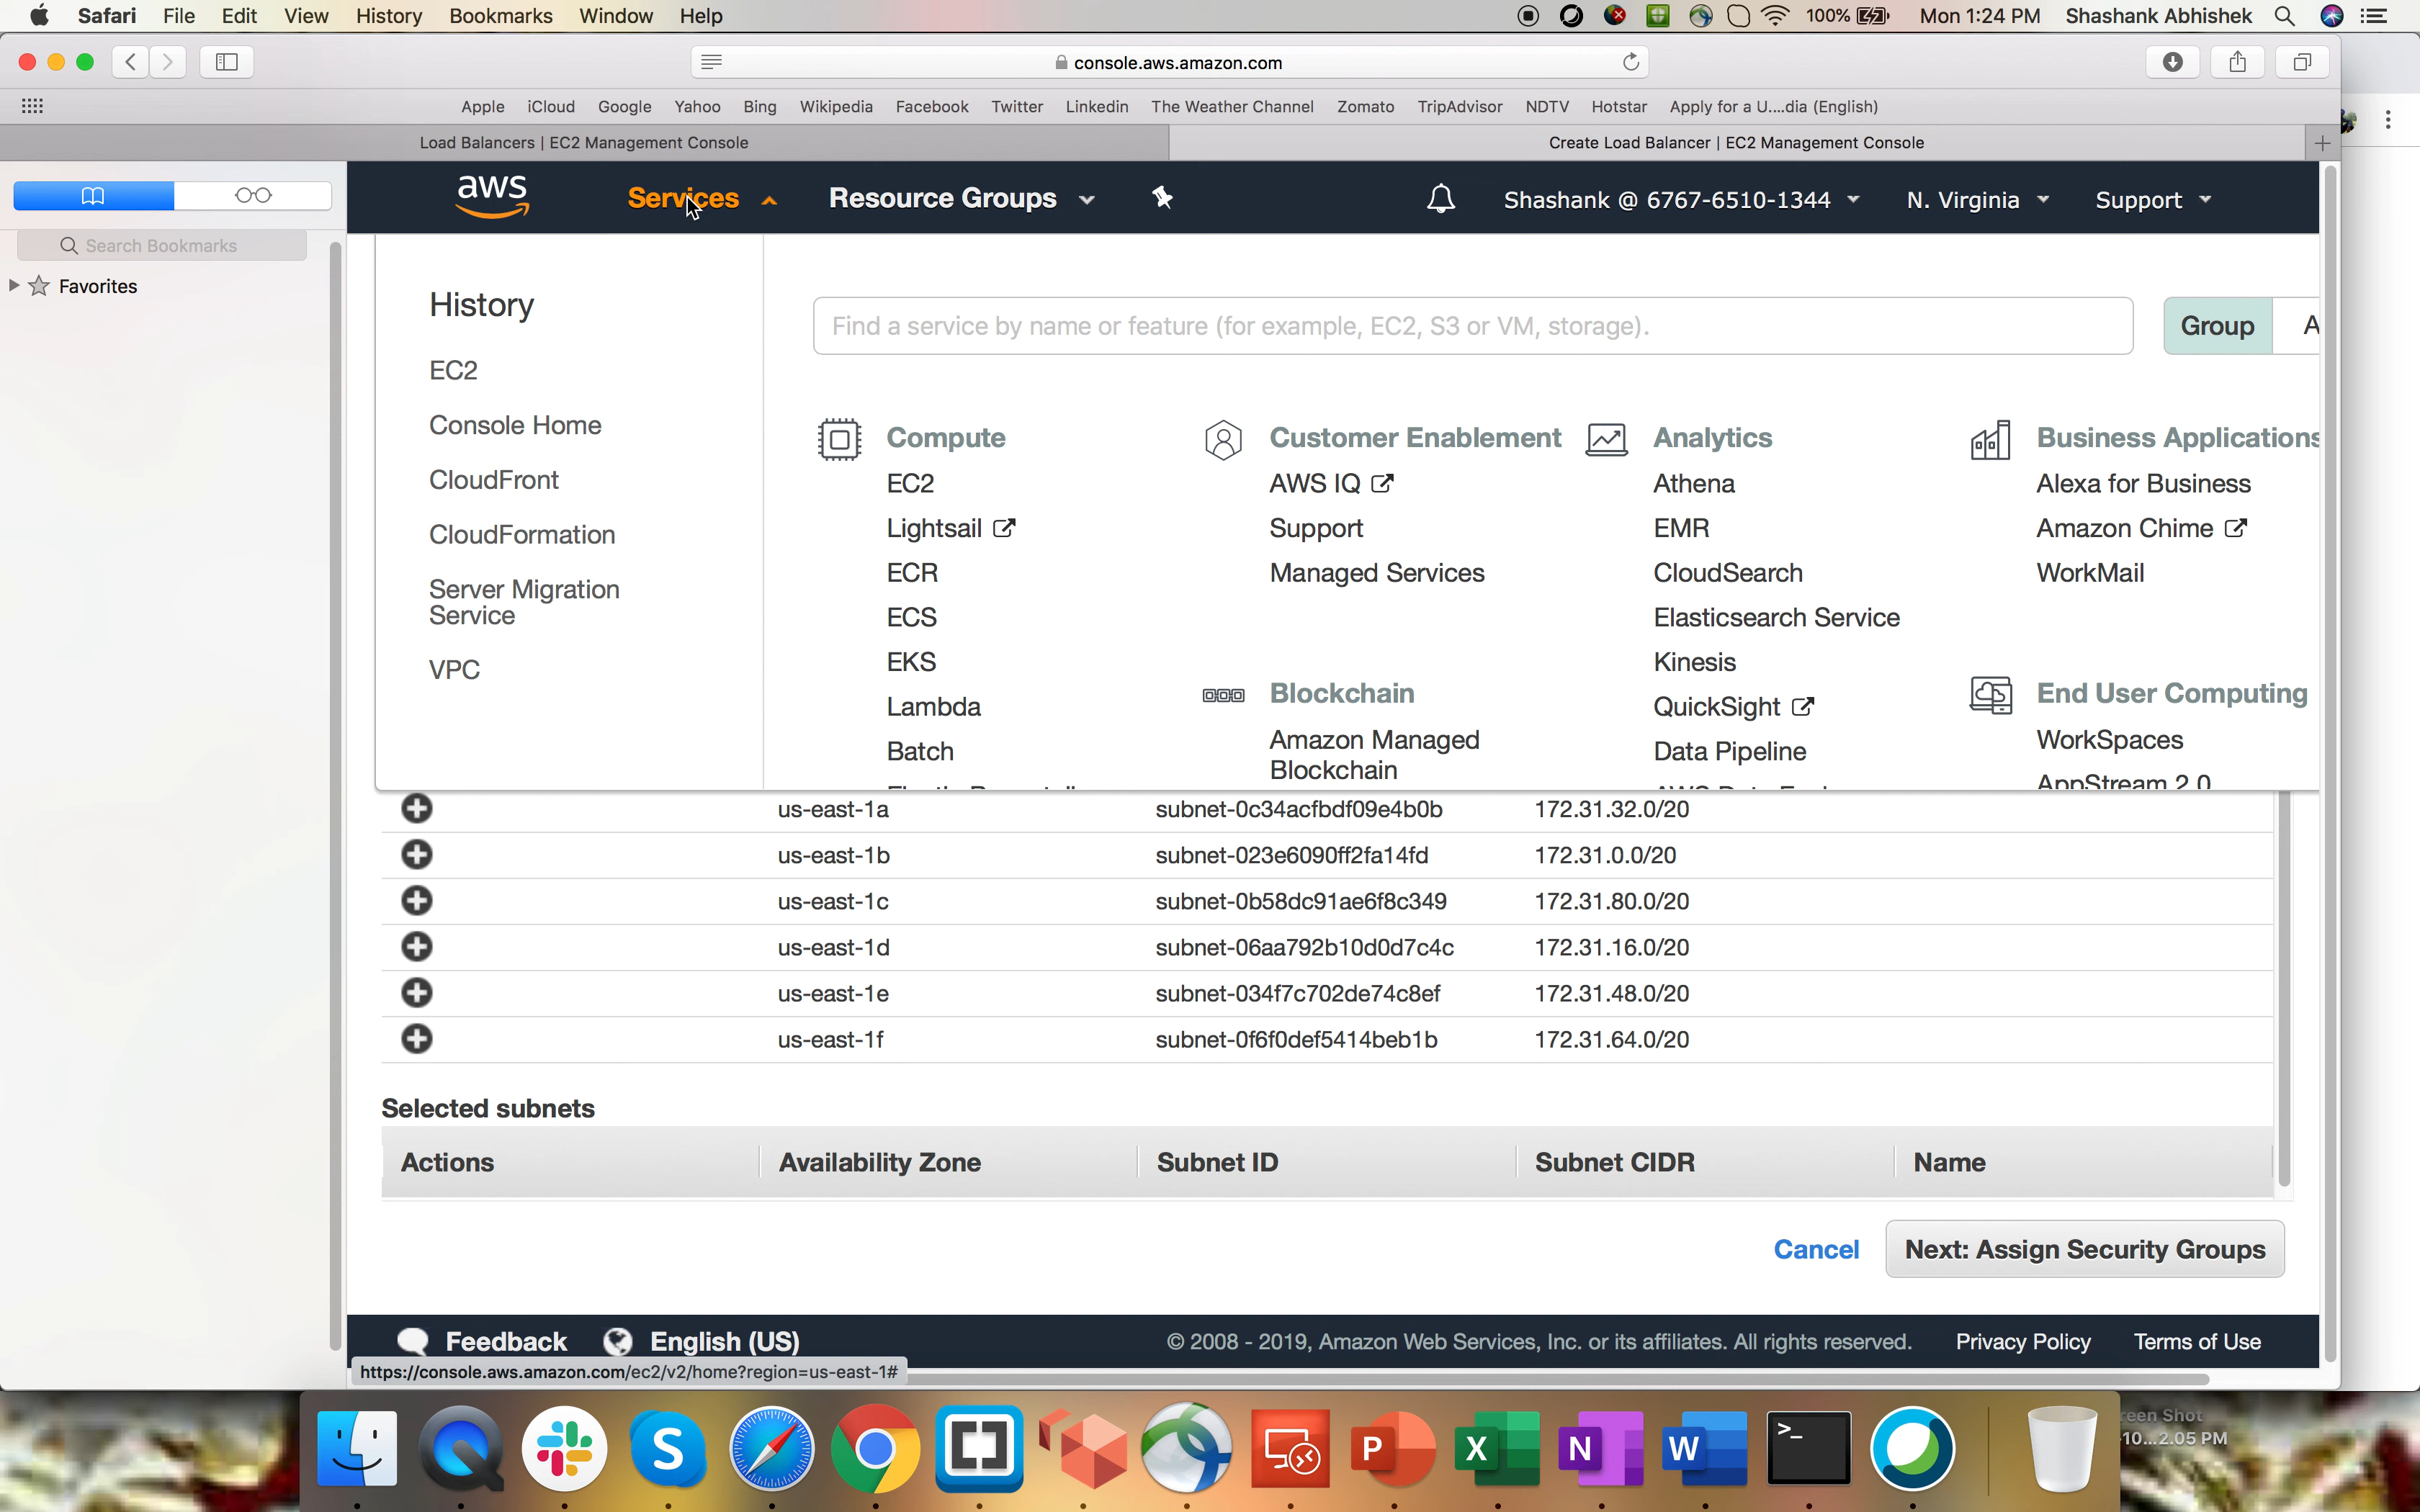 Safari File Edit View History Bookmarks Window Help 100% Mon 1:24 PM Shashank Abhishek
console.aws.amazon.com
Apple iCloud Google Yahoo Bing Wikipedia Facebook Twitter Linkedin The Weather Channel Zomato TripAdvisor NDTV Hotstar Apply for a U....dia (English)
Load Balancers | EC2 Management Console
Create Load Balancer | EC2 Management Console
Search Bookmarks
Favorites
aws Services Resource Groups Shashank @ 6767-6510-1344 N. Virginia Support
History
EC2
Console Home
CloudFront
CloudFormation
Server Migration
Service
VPC
Find a service by name or feature (for example, EC2, S3 or VM, storage).
Group A
Compute
EC2
Lightsail
ECR
ECS
EKS
Lambda
Batch
Customer Enablement
AWS IQ
Support
Managed Services
Blockchain
Amazon Managed
Blockchain
Analytics
Athena
EMR
CloudSearch
Elasticsearch Service
Kinesis
QuickSight
Data Pipeline
Business Applications
Alexa for Business
Amazon Chime
WorkMail
End User Computing
WorkSpaces
AppStream 2.0
us-east-1a subnet-0c34acfbdf09e4b0b 172.31.32.0/20
us-east-1b subnet-023e6090ff2fa14fd 172.31.0.0/20
us-east-1c subnet-0b58dc91ae6f8c349 172.31.80.0/20
us-east-1d subnet-06aa792b10d0d7c4c 172.31.16.0/20
us-east-1e subnet-034f7c702de74c8ef 172.31.48.0/20
us-east-1f subnet-0f6f0def5414beb1b 172.31.64.0/20
Selected subnets
Actions Availability Zone Subnet ID Subnet CIDR Name
Cancel Next: Assign Security Groups
Feedback English (US) © 2008 - 2019, Amazon Web Services, Inc. or its affiliates. All rights reserved. Privacy Policy Terms of Use
https://console.aws.amazon.com/ec2/v2/home?region=us-east-1#
S P X N W >_
reen Shot
-10...2.05 PM